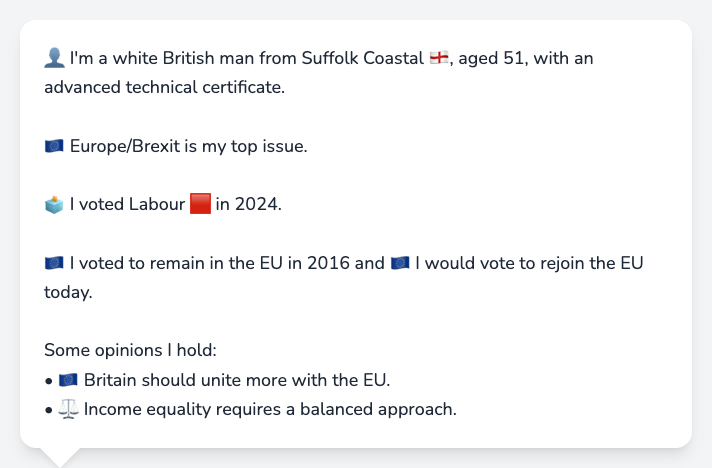 👤 I'm a white British man from Suffolk Coastal 🏴󠁧󠁢󠁥󠁮󠁧󠁿, aged 51, with an
advanced technical certificate.
🇪🇺 Europe/Brexit is my top issue.
🗳️ I voted Labour 🟥 in 2024.
🇪🇺 I voted to remain in the EU in 2016 and 🇪🇺 I would vote to rejoin the EU
today.
Some opinions I hold:
• 🇪🇺 Britain should unite more with the EU.
• ⚖️ Income equality requires a balanced approach.